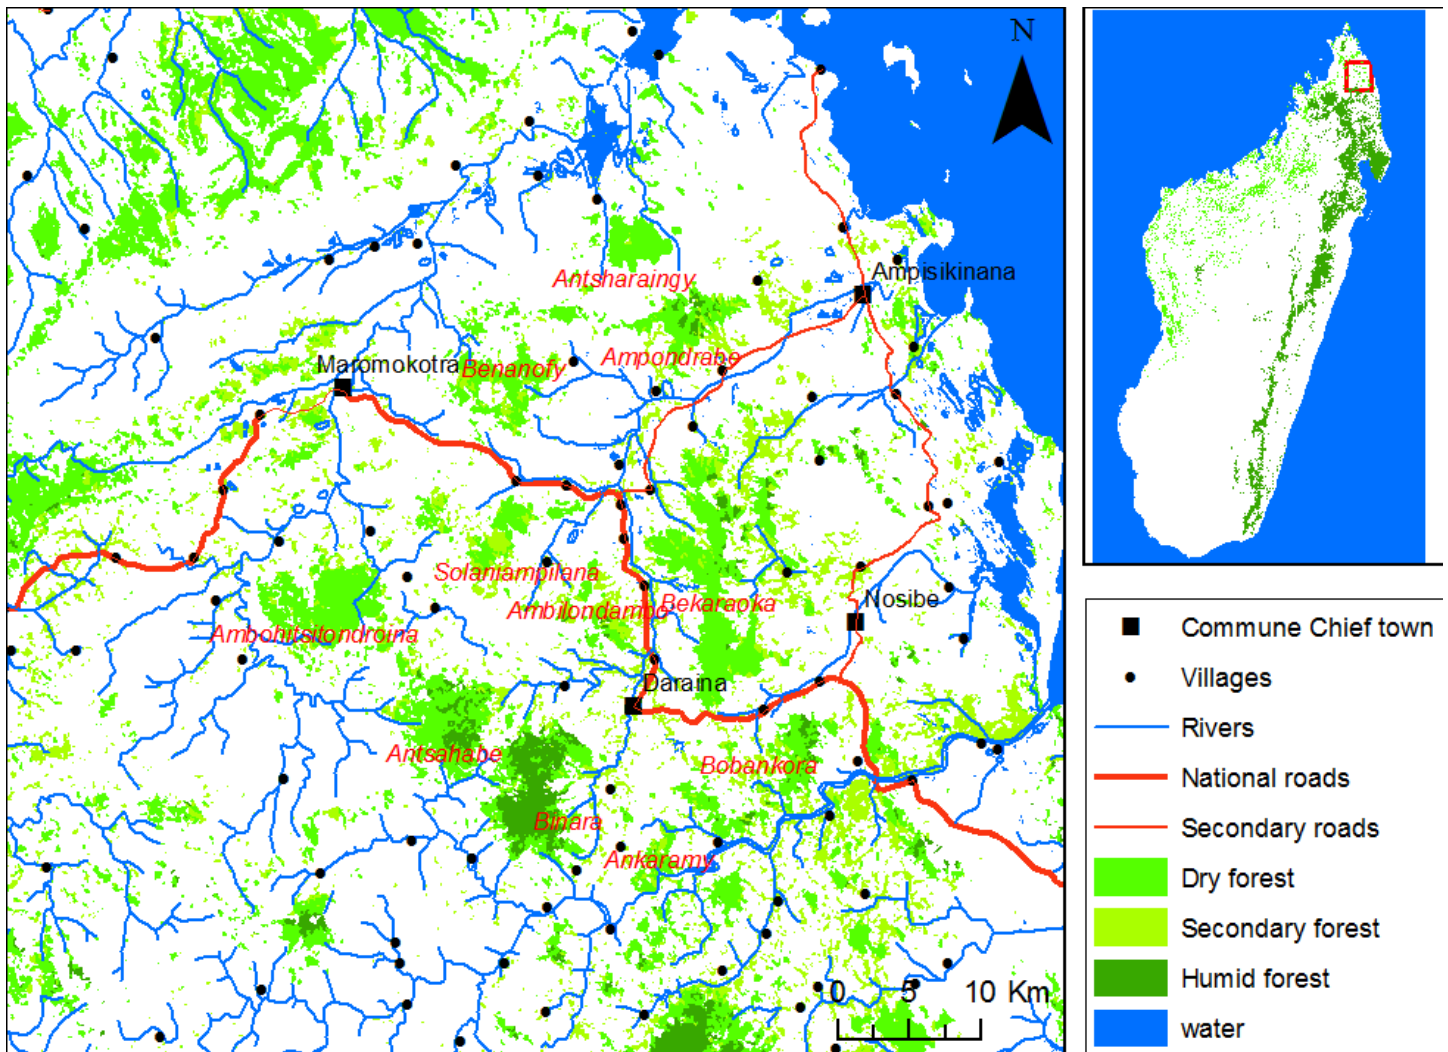 N
Antsharaingy
Ampisikinana
Maromokotra
Benanofy
Ampondrabe
Solaniampilana
Ambilondambo
Bekaraoka
Nosibe
Ambohitsitondroina
Daraina
Antsahabe
Bobankora
Binara
Ankaramy
0 5 10 Km
Commune Chief town
Villages
Rivers
National roads
Secondary roads
Dry forest
Secondary forest
Humid forest
water